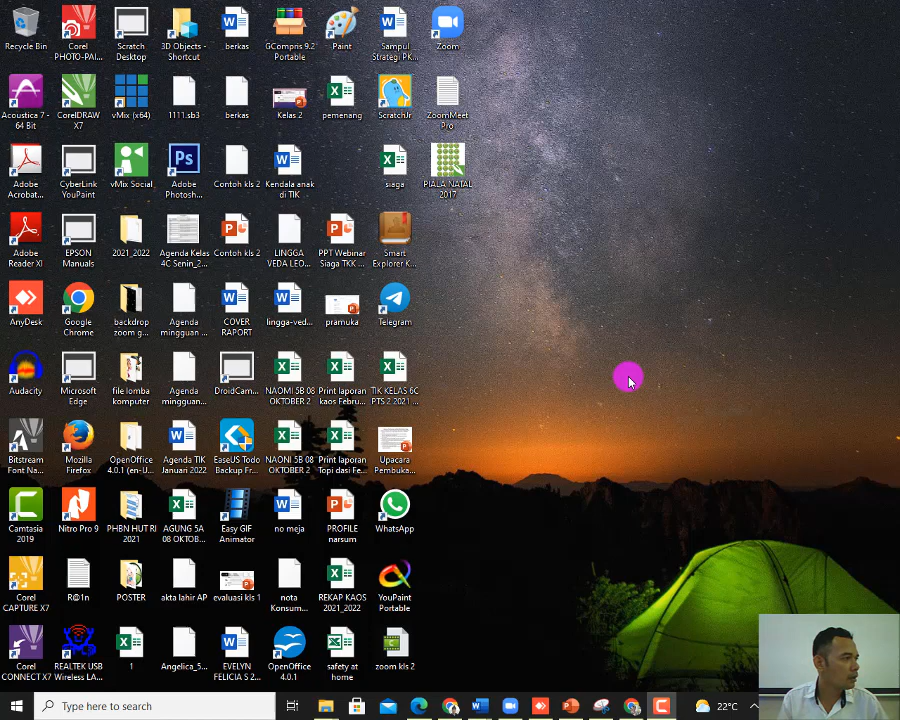 Recycle Bin
Corel
PHOTO-PAI...
Scratch
Desktop
3D Objects -
Shortcut
berkas
GCompris 9.2
Portable
Paint
Sampul
Strategi PK...
Zoom
Acoustica 7 -
64 Bit
CorelDRAW
X7
vMix (x64)
1111.sb3
berkas
Kelas 2
pemenang
ScratchJr
ZoomMeet
Pro
Adobe
Acrobat...
CyberLink
YouPaint
vMix Social
Adobe
Photosh...
Contoh kls 2
Kendala anak
di TIK
siaga
PIALA NATAL
2017
Adobe
Reader XI
EPSON
Manuals
2021_2022
Agenda Kelas
4C Senin_2...
Contoh kls 2
LINGGA
VEDA LEO...
PPT Webinar
Siaga TKK ...
Smart
Explorer K...
AnyDesk
Google
Chrome
backdrop
zoom g...
Agenda
mingguan ...
COVER
RAPORT
lingga-ved...
pramuka
Telegram
Audacity
Microsoft
Edge
file lomba
komputer
Agenda
mingguan...
DroidCam...
NAOMI 5B 08
OKTOBER 2
Print laporan
kaos Febru...
TIK KELAS 6C
PTS 2 2021 ...
Bitstream
Font Na...
Mozilla
Firefox
OpenOffice
4.0.1 (en-U...
Agenda TIK
Januari 2022
EaseUS Todo
Backup Fr...
NAONI 5B 08
OKTOBER 2
Print laporan
Topi dasi Fe...
Upacara
Pembuka...
Camtasia
2019
Nitro Pro 9
PHBN HUT RI
2021
AGUNG 5A
08 OKTOB...
Easy GIF
Animator
no meja
PROFILE
narsum
WhatsApp
Corel
CAPTURE X7
R@1n
POSTER
akta lahir AP
evaluasi kls 1
nota
Konsum...
REKAP KAOS
2021_2022
YouPaint
Portable
Corel
CONNECT X7
REALTEK USB
Wireless LA...
1
Angelica_5...
EVELYN
FELICIA S 2...
OpenOffice
4.0.1
safety at
home
zoom kls 2
Type here to search
22°C